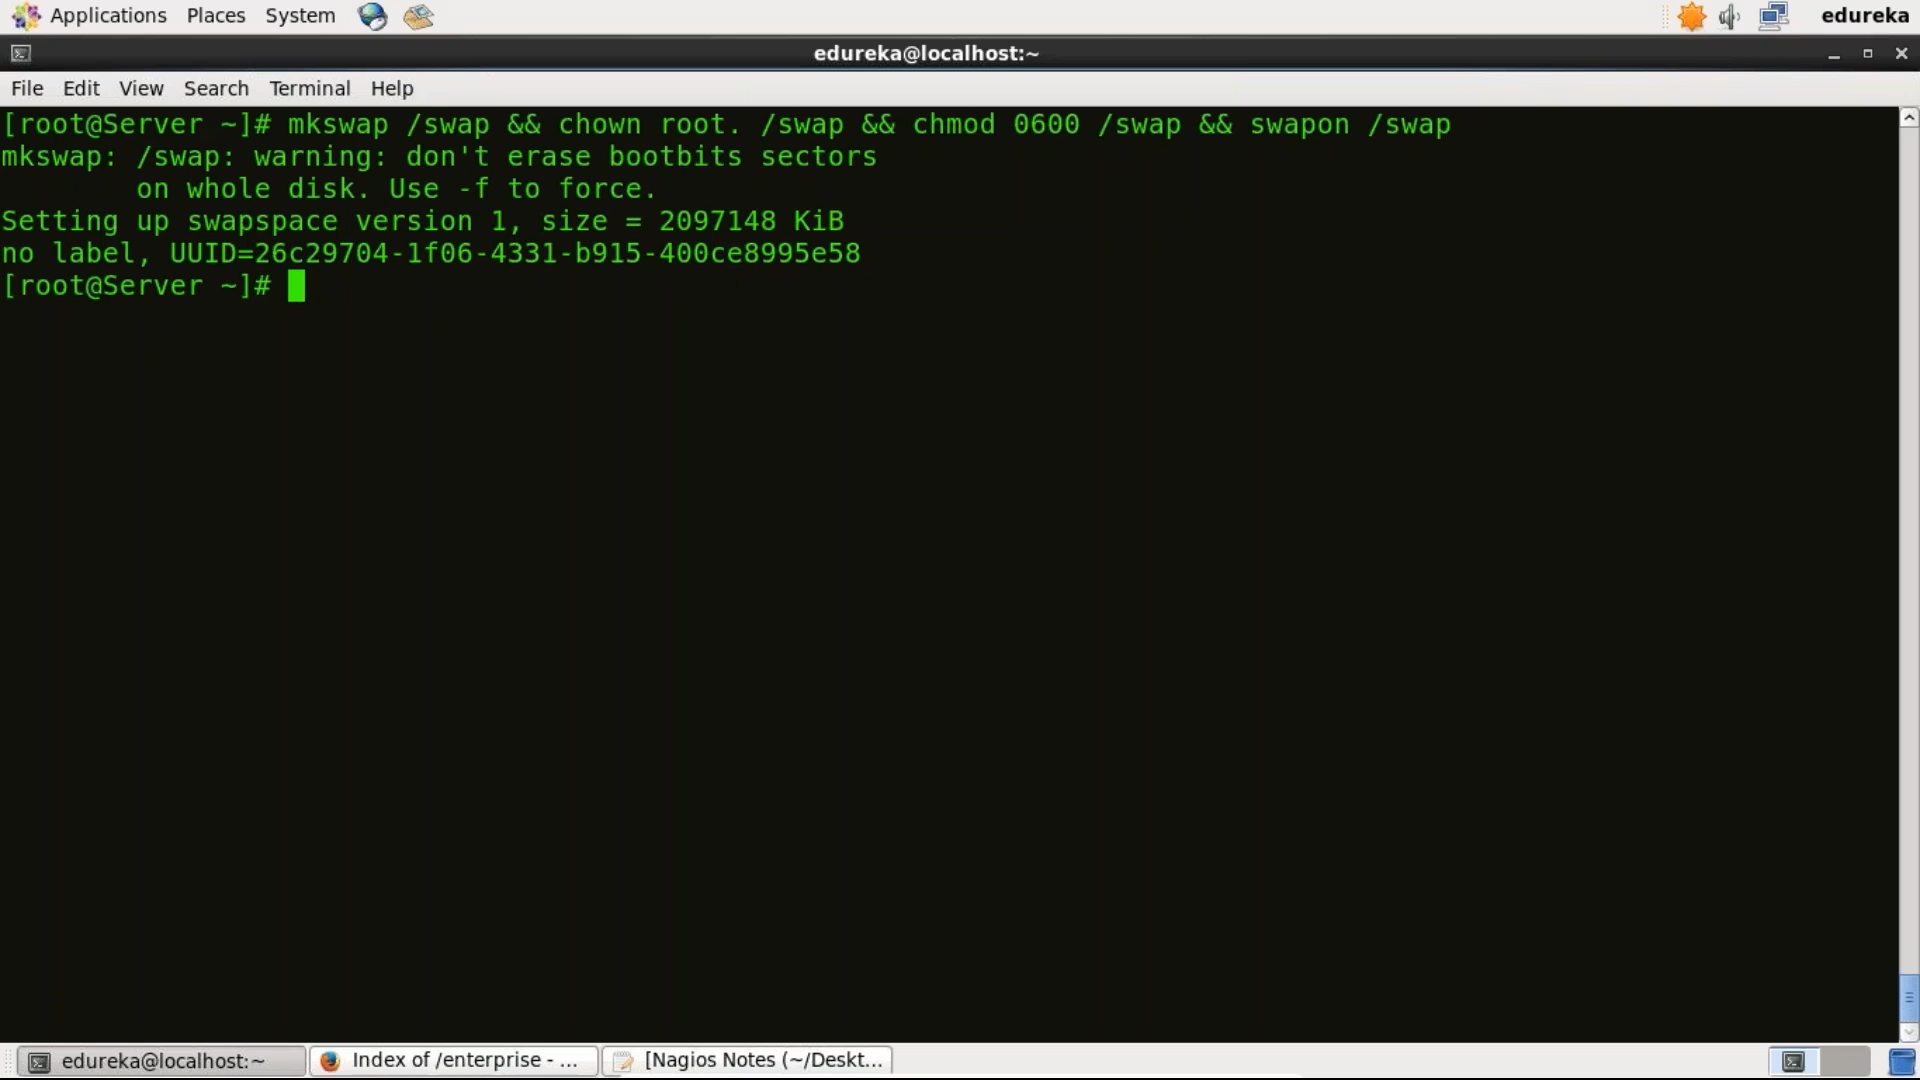 Applications Places System edureka
edureka@localhost:~
File Edit View Search Terminal Help
[root@Server ~]# mkswap /swap && chown root. /swap && chmod 0600 /swap && swapon /swap
mkswap: /swap: warning: don't erase bootbits sectors
        on whole disk. Use -f to force.
Setting up swapspace version 1, size = 2097148 KiB
no label, UUID=26c29704-1f06-4331-b915-400ce8995e58
[root@Server ~]#
edureka@localhost:~ Index of /enterprise - ... [Nagios Notes (~/Deskt...